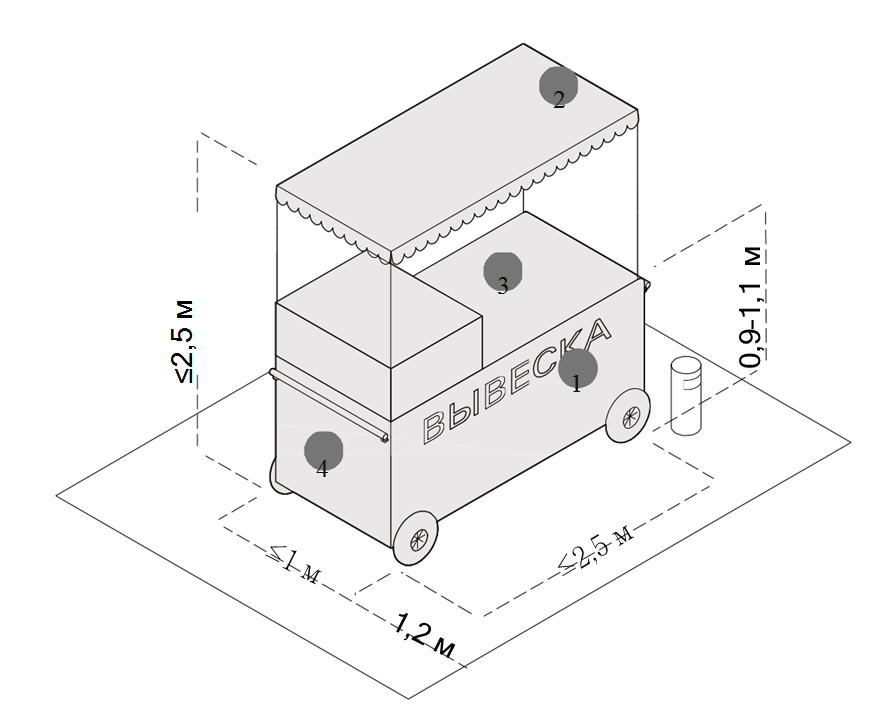 2
≤2,5 м
0,9-1,1 м
3
ВЫВЕСКА
1
4
≤1 м
≤2,5 м
1,2 м